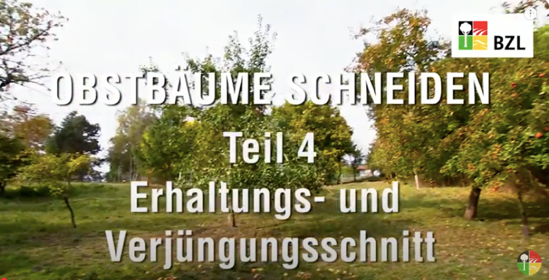 BZL
OBSTBÄUME SCHNEIDEN
Teil 4
Erhaltungs- und
Verjüngungsschnitt